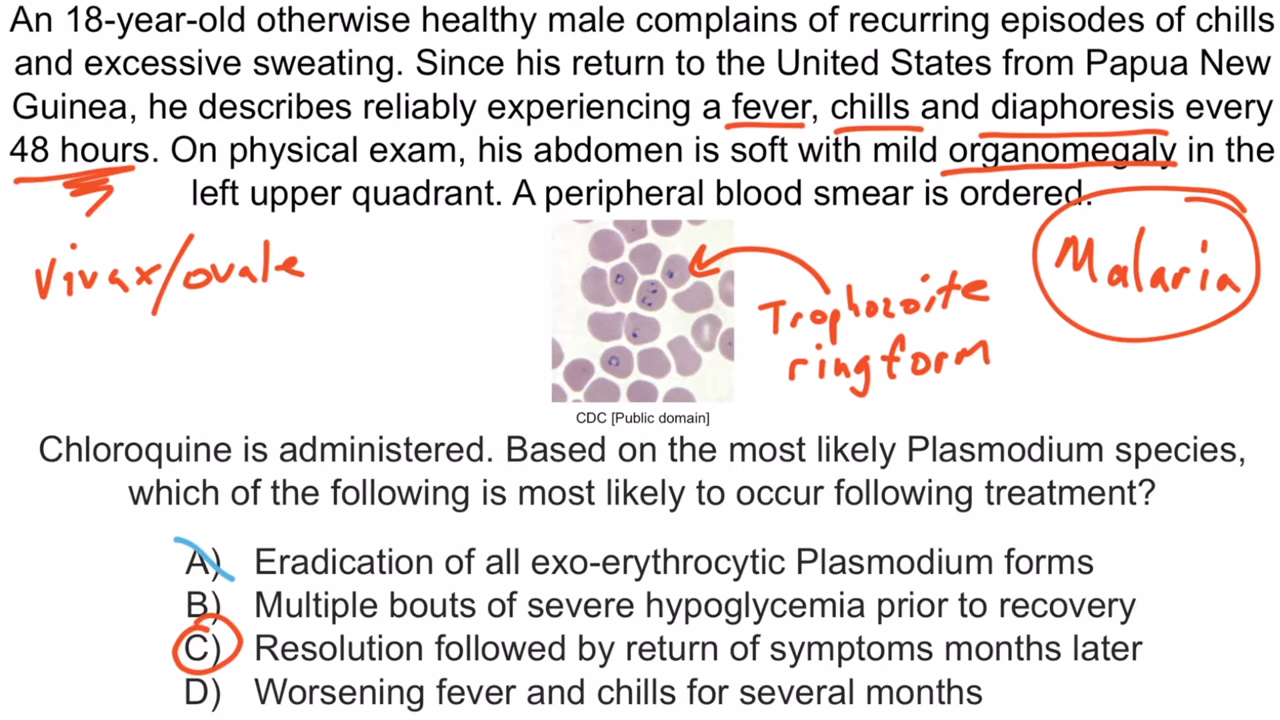 An 18-year-old otherwise healthy male complains of recurring episodes of chills
and excessive sweating. Since his return to the United States from Papua New
Guinea, he describes reliably experiencing a fever, chills and diaphoresis every
48 hours. On physical exam, his abdomen is soft with mild organomegaly in the
left upper quadrant. A peripheral blood smear is ordered.
Vivax/ovale
Malaria
Trophozoite
ring form
CDC [Public domain]
Chloroquine is administered. Based on the most likely Plasmodium species,
which of the following is most likely to occur following treatment?
A) Eradication of all exo-erythrocytic Plasmodium forms
B) Multiple bouts of severe hypoglycemia prior to recovery
C) Resolution followed by return of symptoms months later
D) Worsening fever and chills for several months